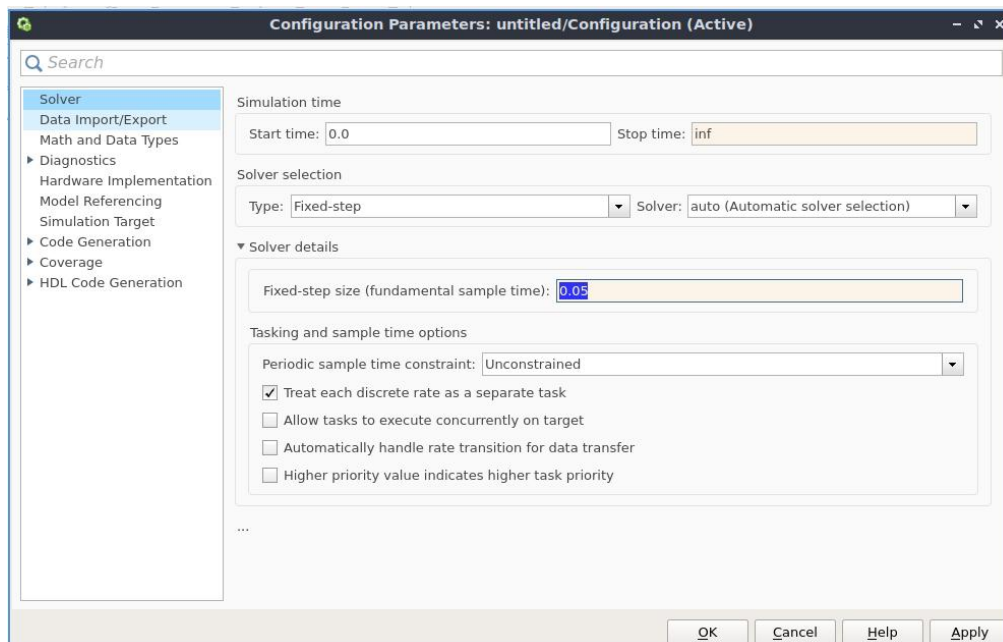 Configuration Parameters: untitled/Configuration (Active)
Search
Solver
Data Import/Export
Math and Data Types
Diagnostics
Hardware Implementation
Model Referencing
Simulation Target
Code Generation
Coverage
HDL Code Generation
Simulation time
Start time: 0.0 Stop time: inf
Solver selection
Type: Fixed-step Solver: auto (Automatic solver selection)
Solver details
Fixed-step size (fundamental sample time): 0.05
Tasking and sample time options
Periodic sample time constraint: Unconstrained
Treat each discrete rate as a separate task
Allow tasks to execute concurrently on target
Automatically handle rate transition for data transfer
Higher priority value indicates higher task priority
...
OK Cancel Help Apply